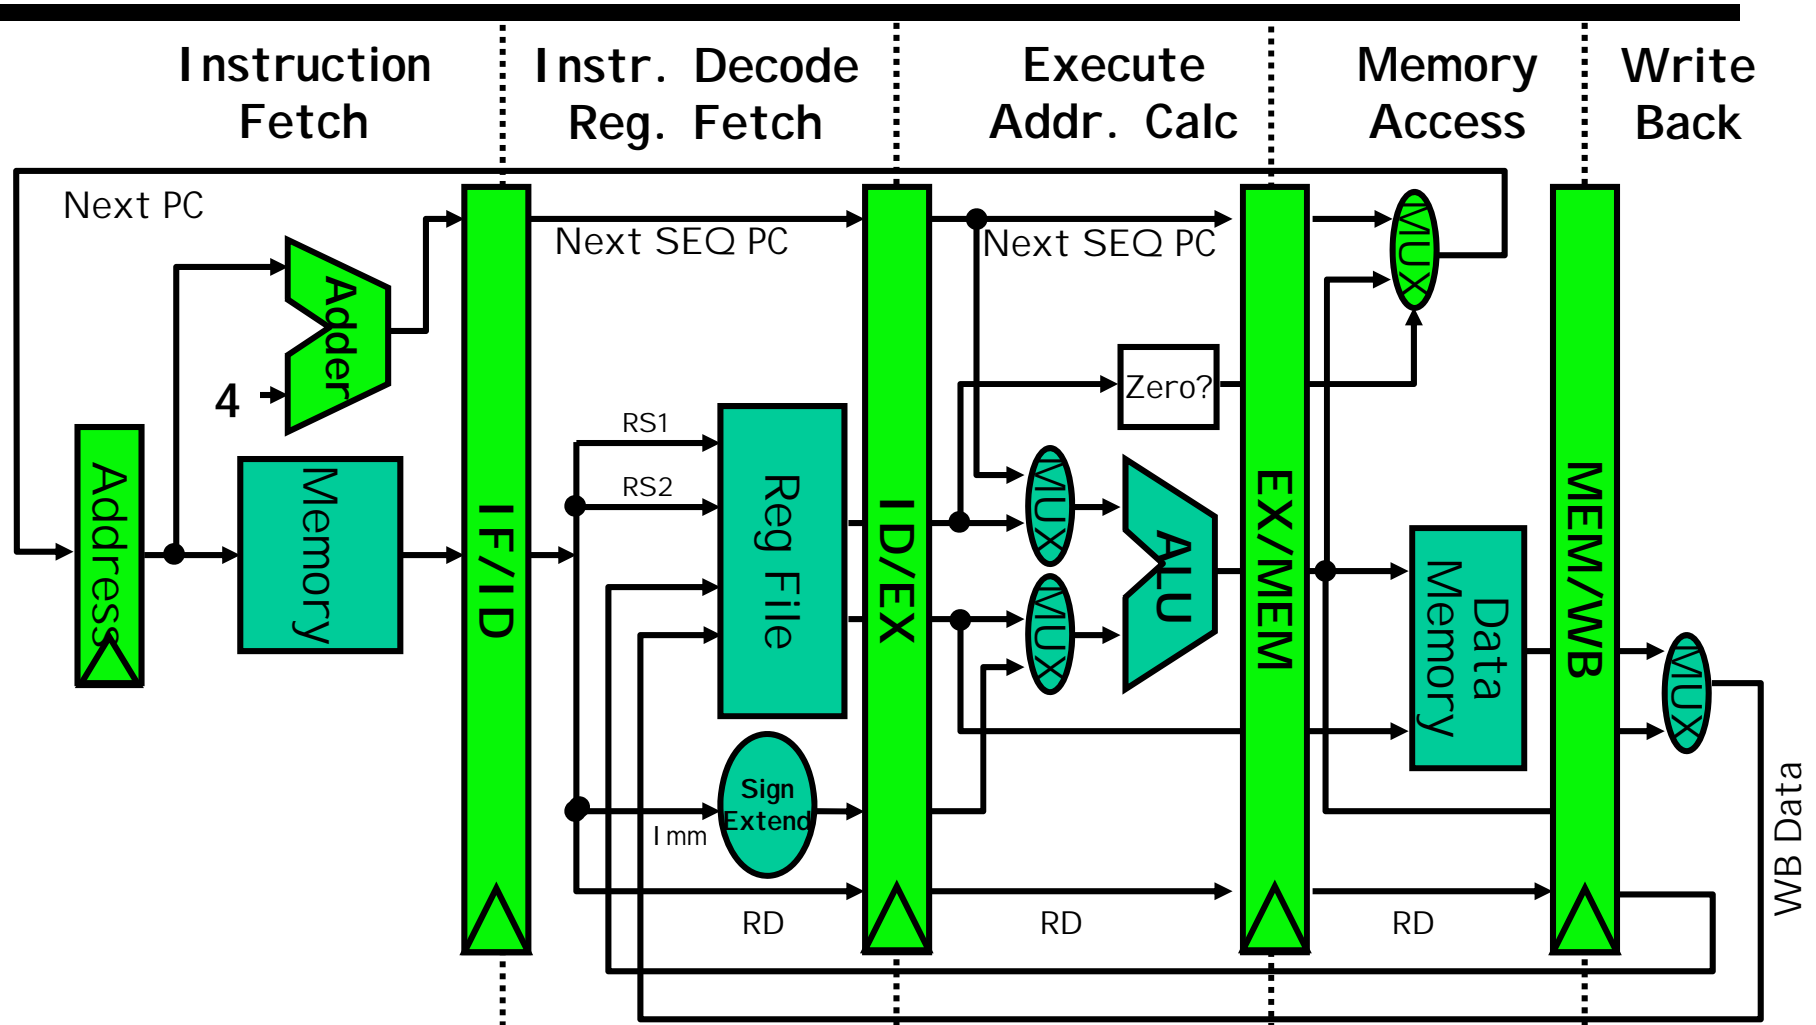 Instruction
Fetch
Instr. Decode
Reg. Fetch
Execute
Addr. Calc
Memory
Access
Write
Back
Next PC
Next SEQ PC
Next SEQ PC
MUX
Adder
4
Zero?
RS1
RS2
Address
Memory
IF/ID
Reg File
ID/EX
MUX
MUX
ALU
EX/MEM
Data
Memory
MEM/WB
MUX
Sign
Extend
Imm
WB Data
RD
RD
RD